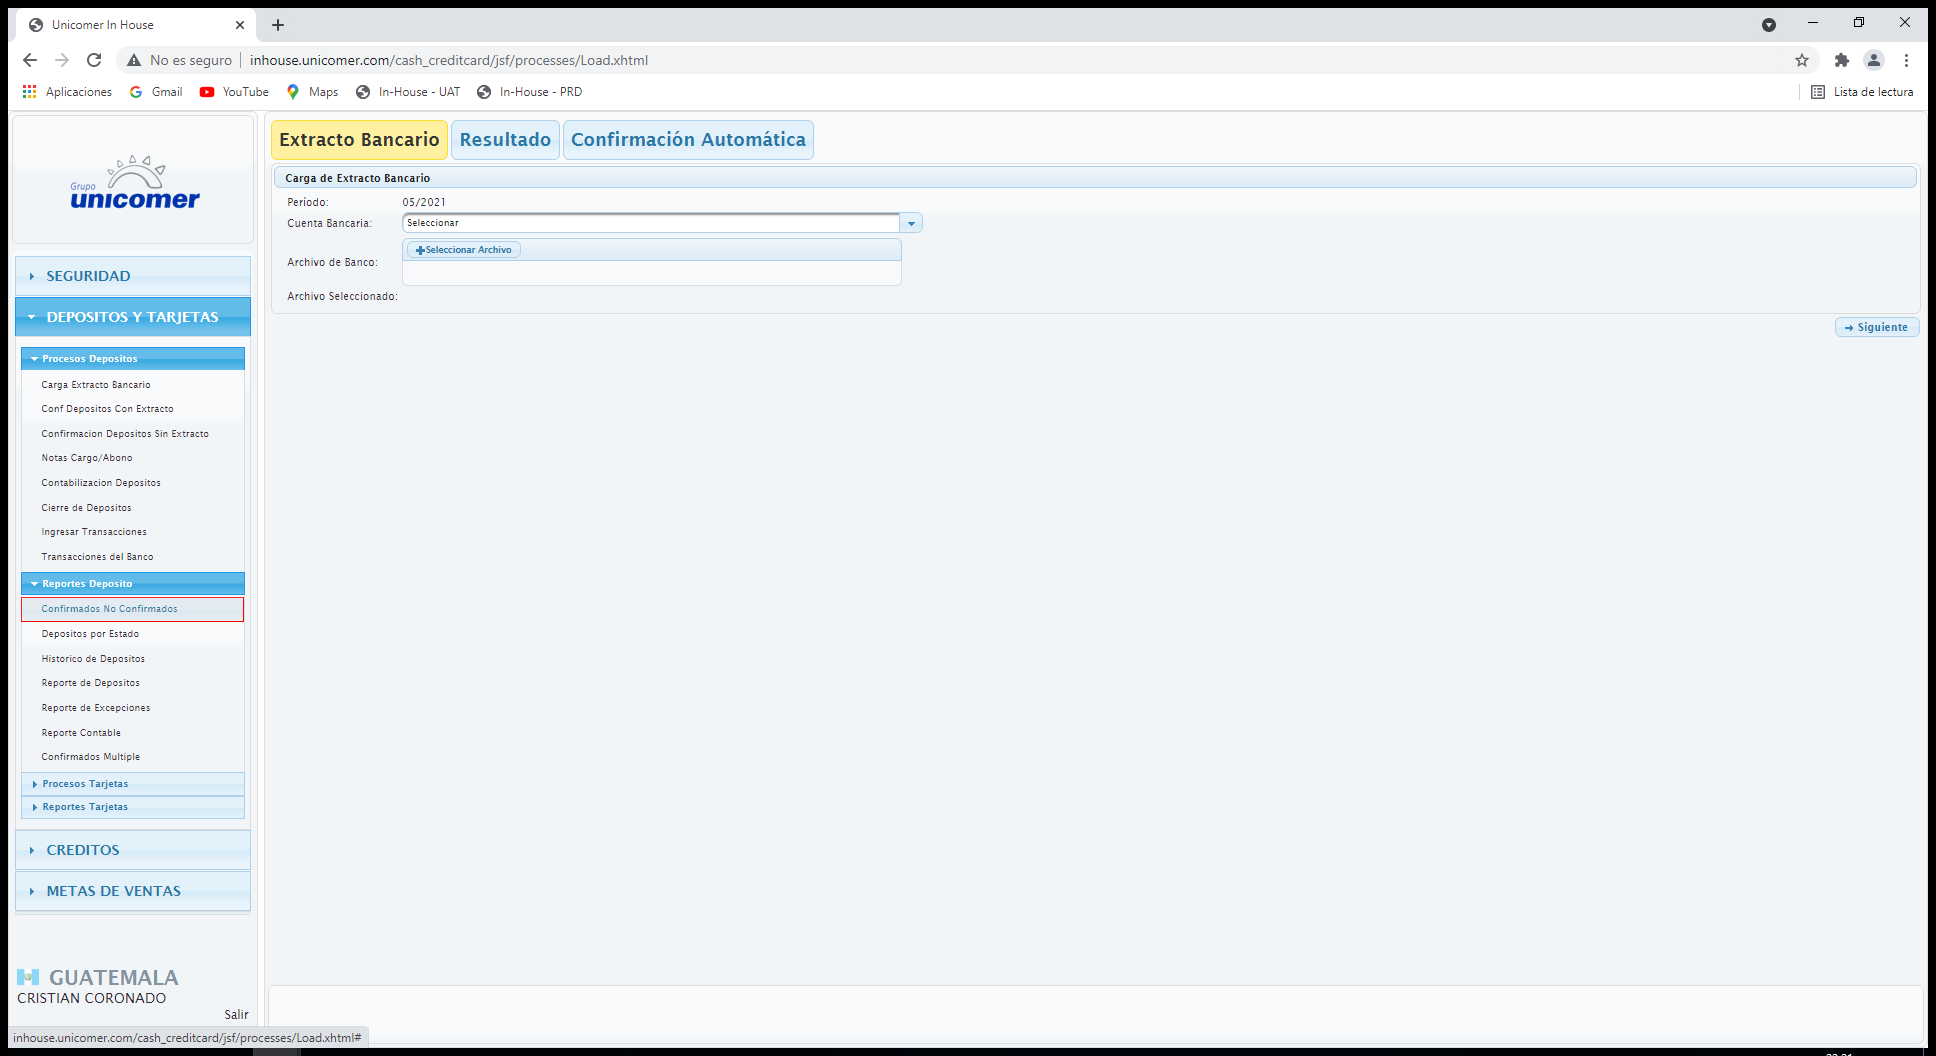 Unicomer In House
No es seguro
inhouse.unicomer.com/cash_creditcard/jsf/processes/Load.xhtml
Aplicaciones
Gmail
YouTube
Maps
In-House - UAT
In-House - PRD
Lista de lectura
Grupo
unicomer
SEGURIDAD
DEPOSITOS Y TARJETAS
Procesos Depositos
Carga Extracto Bancario
Conf Depositos Con Extracto
Confirmacion Depositos Sin Extracto
Notas Cargo/Abono
Contabilizacion Depositos
Cierre de Depositos
Ingresar Transacciones
Transacciones del Banco
Reportes Deposito
Confirmados No Confirmados
Depositos por Estado
Historico de Depositos
Reporte de Depositos
Reporte de Excepciones
Reporte Contable
Confirmados Multiple
Procesos Tarjetas
Reportes Tarjetas
CREDITOS
METAS DE VENTAS
GUATEMALA
CRISTIAN CORONADO
Salir
inhouse.unicomer.com/cash_creditcard/jsf/processes/Load.xhtml#
Extracto Bancario
Resultado
Confirmación Automática
Carga de Extracto Bancario
Período: 05/2021
Cuenta Bancaria: Seleccionar
Seleccionar Archivo
Archivo de Banco:
Archivo Seleccionado:
Siguiente